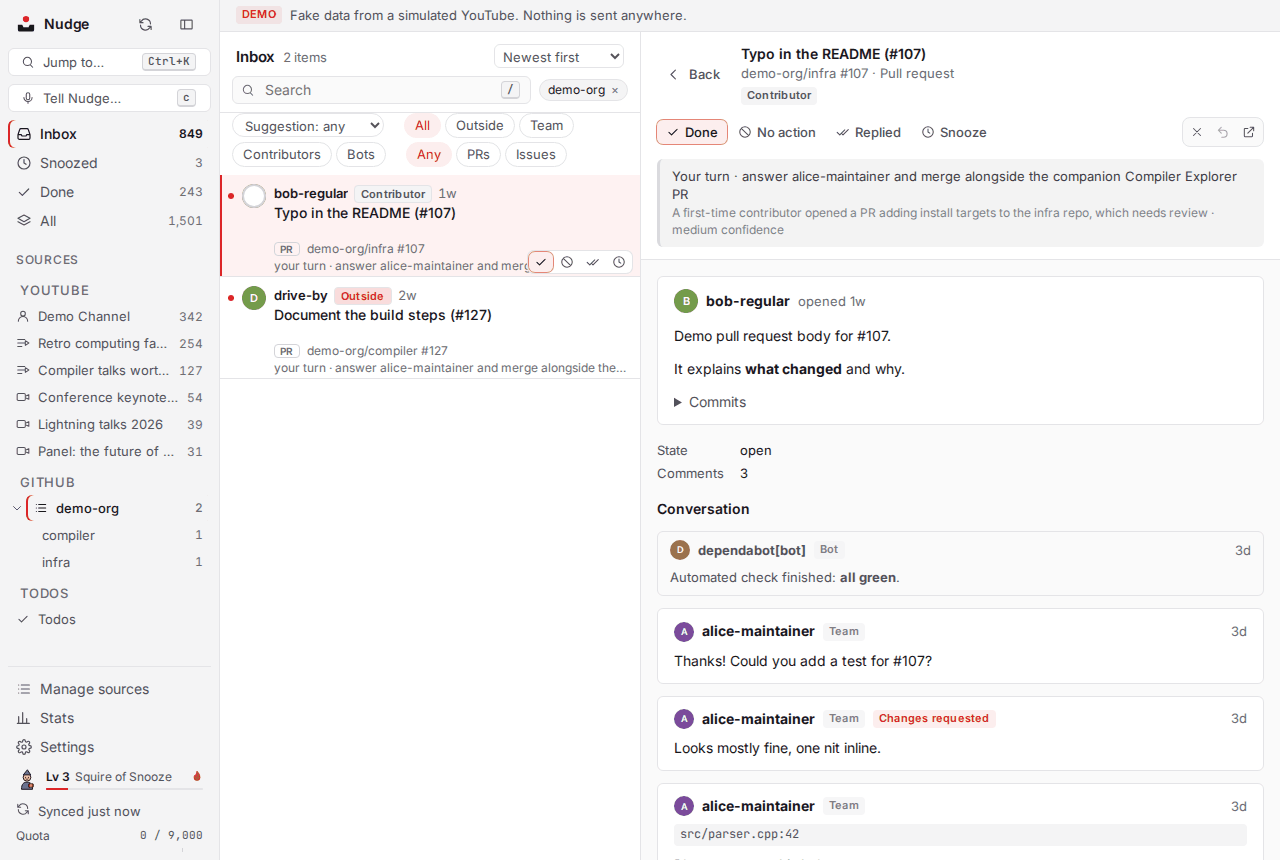 Nudge
Jump to... Ctrl+K
Tell Nudge... c
Inbox 849
Snoozed 3
Done 243
All 1,501
SOURCES
YOUTUBE
Demo Channel 342
Retro computing fa... 254
Compiler talks wort... 127
Conference keynote... 54
Lightning talks 2026 39
Panel: the future of ... 31
GITHUB
demo-org 2
compiler 1
infra 1
TODOS
Todos
Manage sources
Stats
Settings
Lv 3 Squire of Snooze
Synced just now
Quota 0 / 9,000
DEMO Fake data from a simulated YouTube. Nothing is sent anywhere.
Inbox 2 items Newest first
Search / demo-org ×
Suggestion: any All Outside Team
Contributors Bots Any PRs Issues
bob-regular Contributor 1w
Typo in the README (#107)
PR demo-org/infra #107
your turn · answer alice-maintainer and merg
D drive-by Outside 2w
Document the build steps (#127)
PR demo-org/compiler #127
your turn · answer alice-maintainer and merge alongside the...
Back
Typo in the README (#107)
demo-org/infra #107 · Pull request
Contributor
Done No action Replied Snooze
Your turn · answer alice-maintainer and merge alongside the companion Compiler Explorer
PR
A first-time contributor opened a PR adding install targets to the infra repo, which needs review ·
medium confidence
B bob-regular opened 1w
Demo pull request body for #107.
It explains what changed and why.
Commits
State open
Comments 3
Conversation
D dependabot[bot] Bot 3d
Automated check finished: all green.
A alice-maintainer Team 3d
Thanks! Could you add a test for #107?
A alice-maintainer Team Changes requested 3d
Looks mostly fine, one nit inline.
A alice-maintainer Team 3d
src/parser.cpp:42